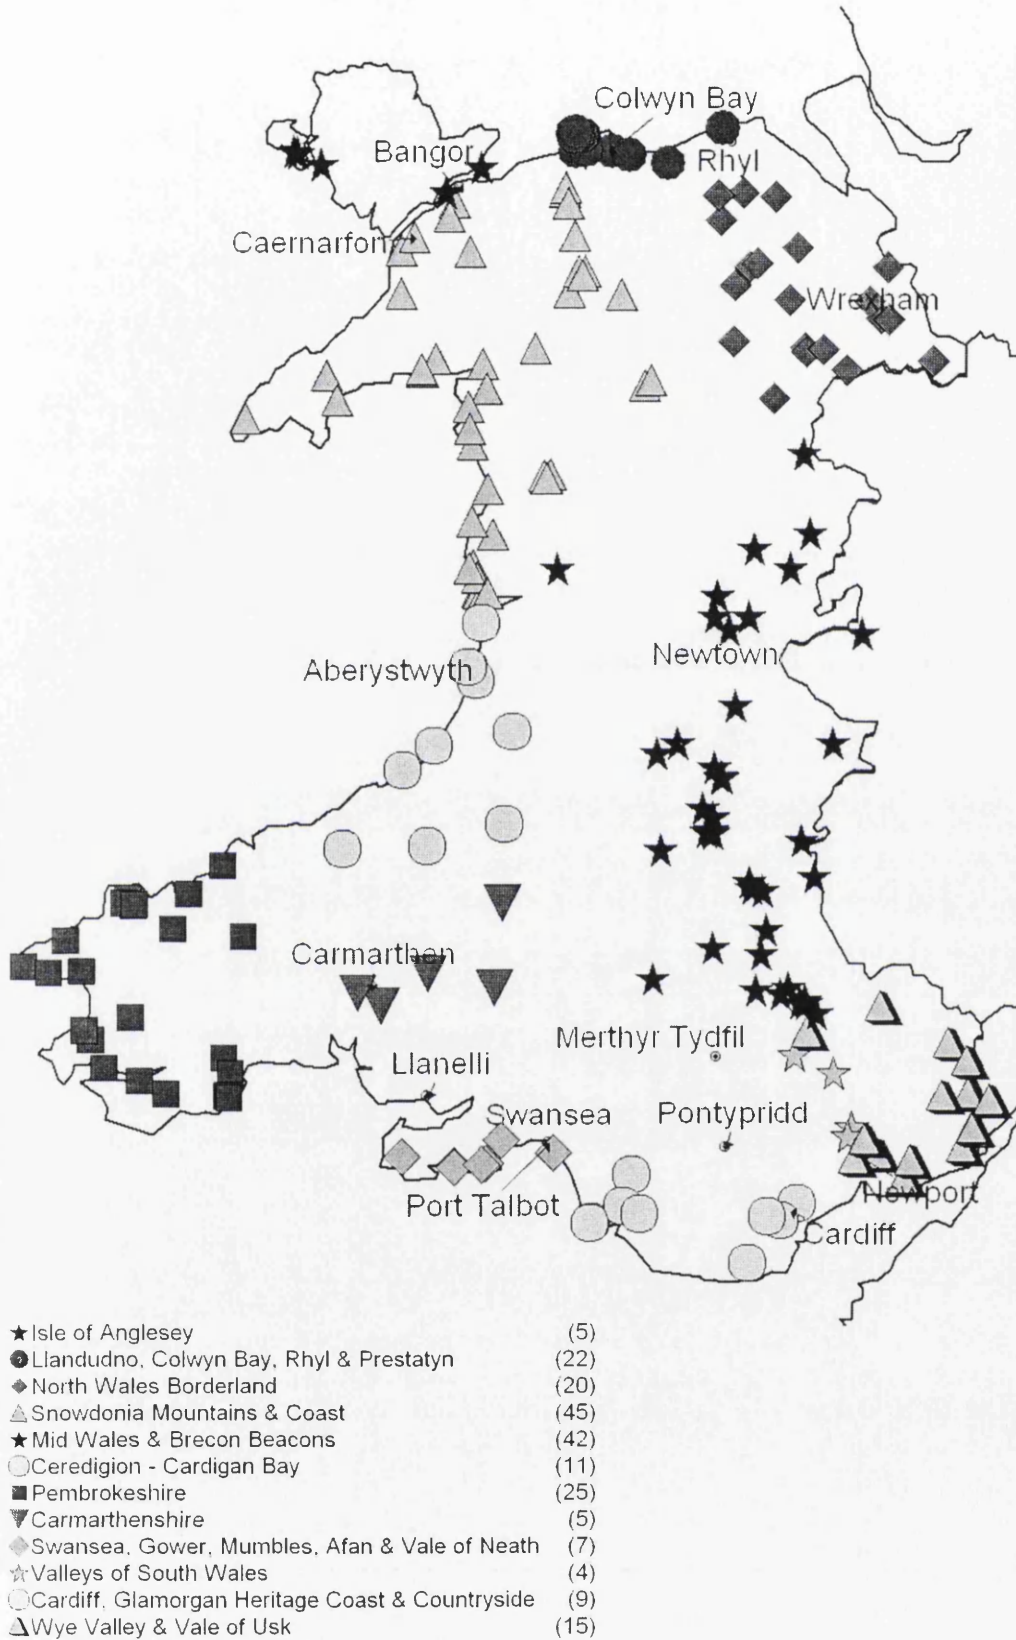 Colwyn Bay
Bangor
Rhyl
Caernarfon
Wrexham
Aberystwyth
Newtown
Carmarthen
Merthyr Tydfil
Llanelli
Swansea
Pontypridd
Port Talbot
Newport
Cardiff
Isle of Anglesey (5)
Llandudno, Colwyn Bay, Rhyl & Prestatyn (22)
North Wales Borderland (20)
Snowdonia Mountains & Coast (45)
Mid Wales & Brecon Beacons (42)
Ceredigion - Cardigan Bay (11)
Pembrokeshire (25)
Carmarthenshire (5)
Swansea, Gower, Mumbles, Afan & Vale of Neath (7)
Valleys of South Wales (4)
Cardiff, Glamorgan Heritage Coast & Countryside (9)
Wye Valley & Vale of Usk (15)